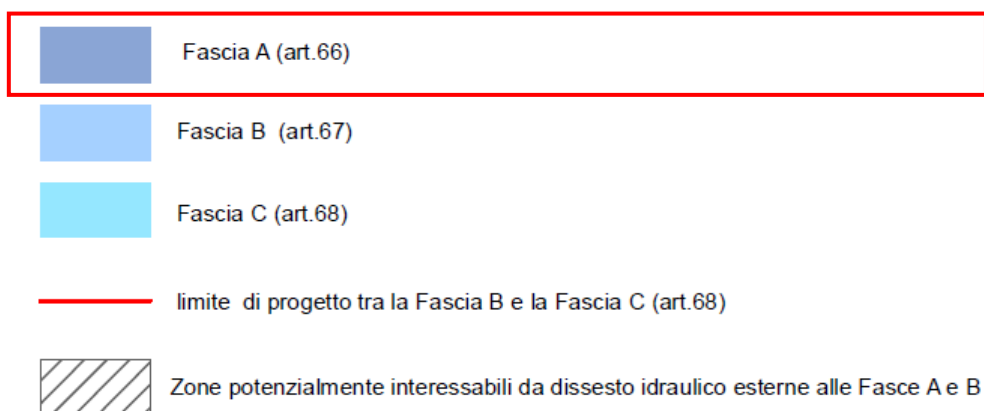 Fascia A (art.66)
Fascia B (art.67)
Fascia C (art.68)
limite di progetto tra la Fascia B e la Fascia C (art.68)
Zone potenzialmente interessabili da dissesto idraulico esterne alle Fasce A e B